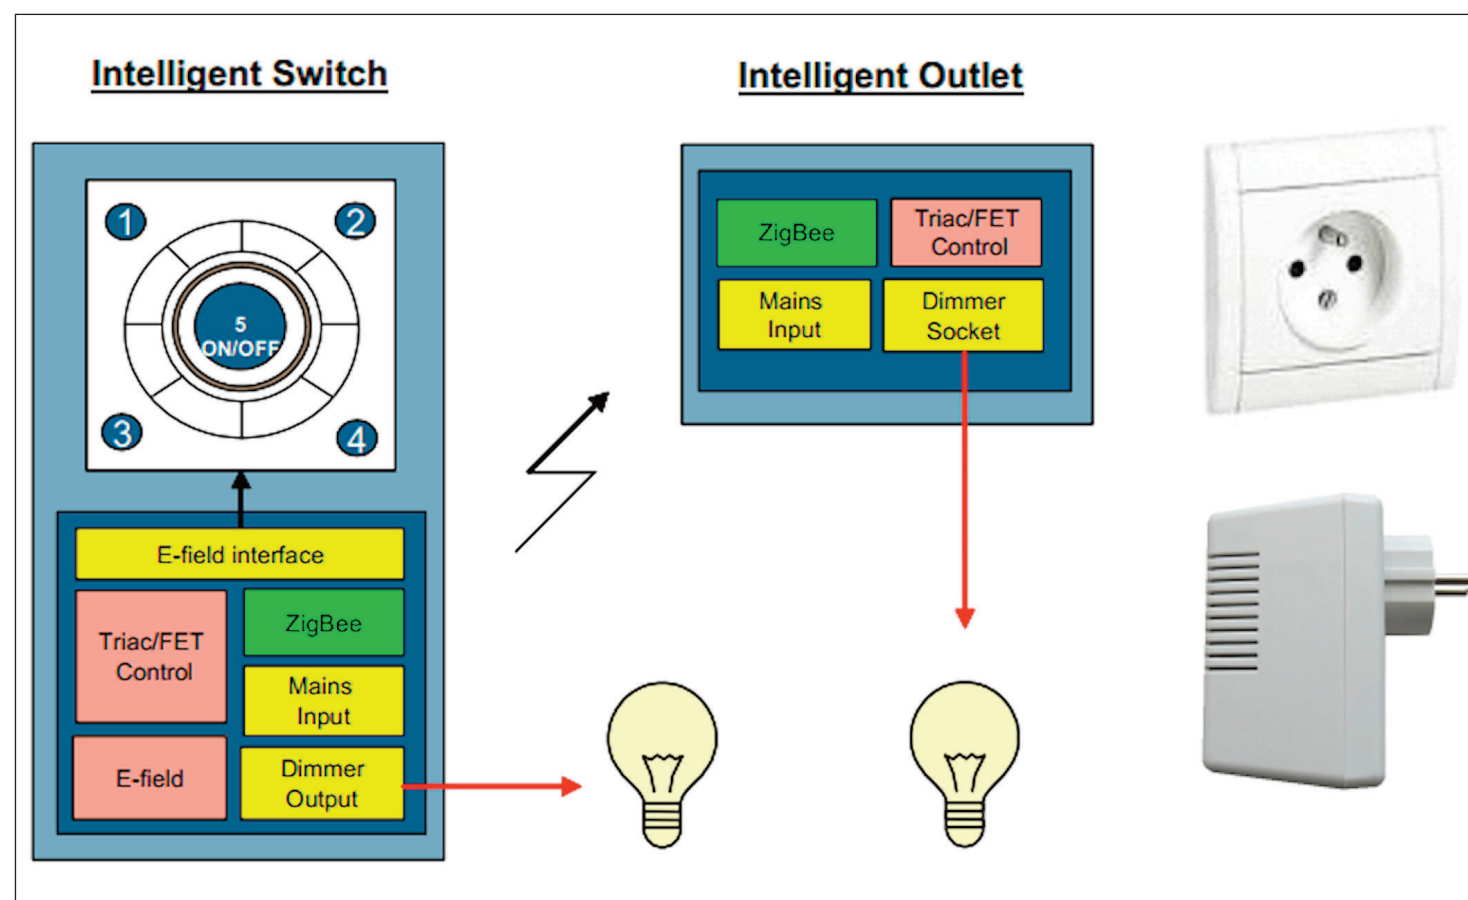 Intelligent Switch
1
2
5
ON/OFF
3
4
E-field interface
Triac/FET
Control
ZigBee
Mains
Input
E-field
Dimmer
Output
Intelligent Outlet
ZigBee
Triac/FET
Control
Mains
Input
Dimmer
Socket